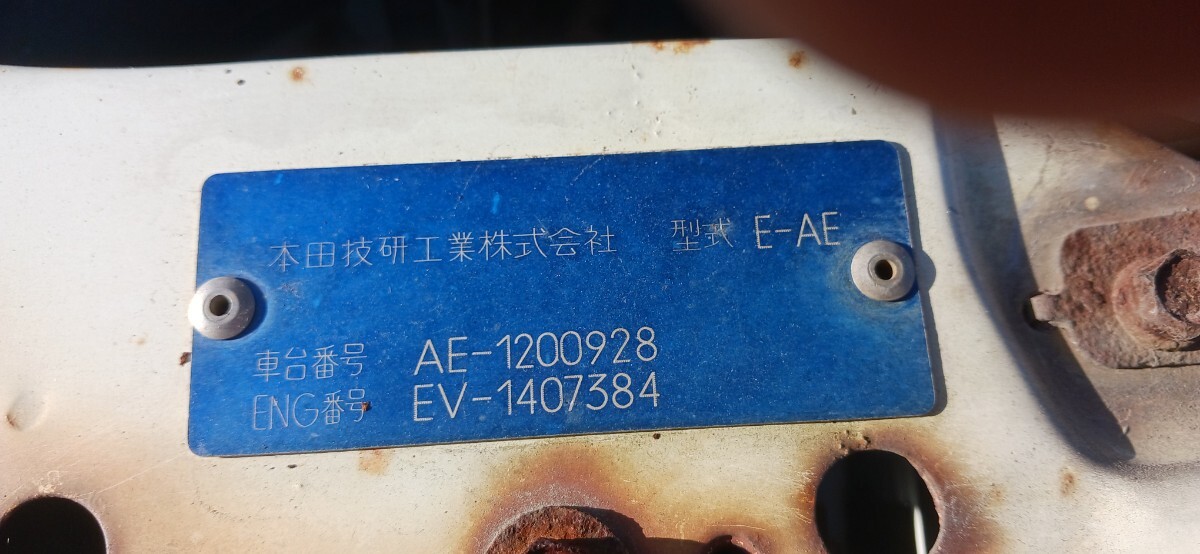 本田技研工業株式会社 型式 E-AE
車台番号 AE-1200928
ENG番号 EV-1407384